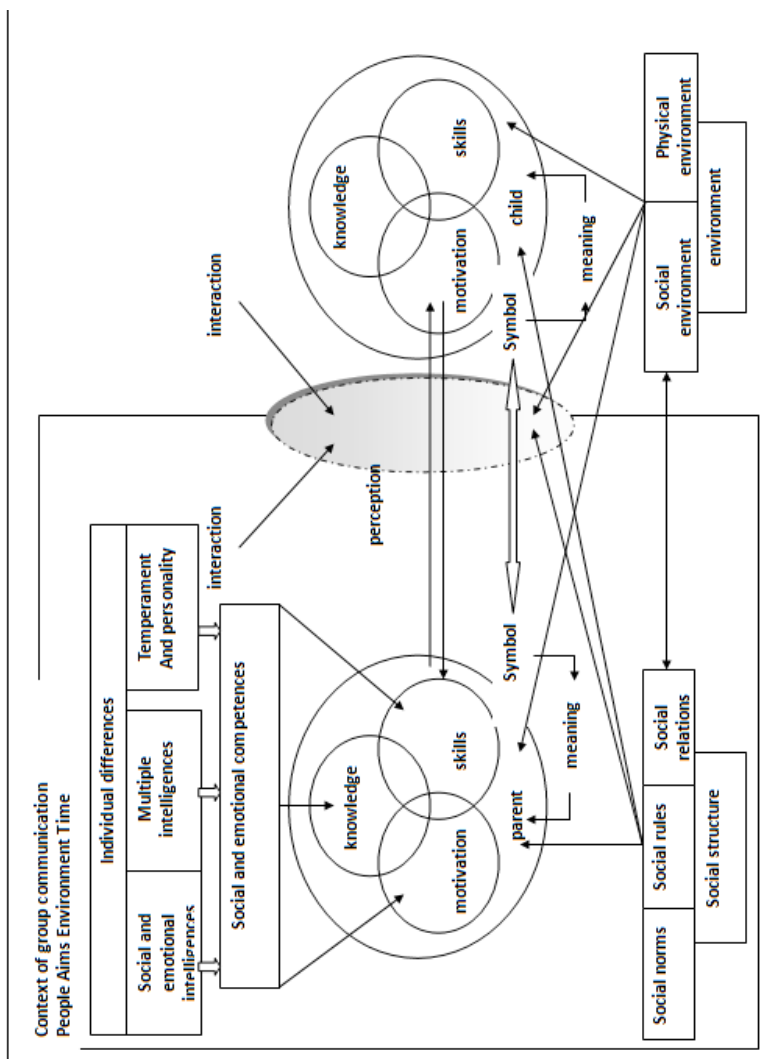 Context of group communication
People Aims Environment Time
Individual differences
Social and
emotional
intelligences
Multiple
intelligences
Temperament
And personality
Social and emotional competences
interaction
interaction
perception
knowledge
motivation
skills
parent
knowledge
motivation
skills
child
Symbol
Symbol
meaning
meaning
Social norms
Social rules
Social
relations
Social structure
Social
environment
Physical
environment
environment